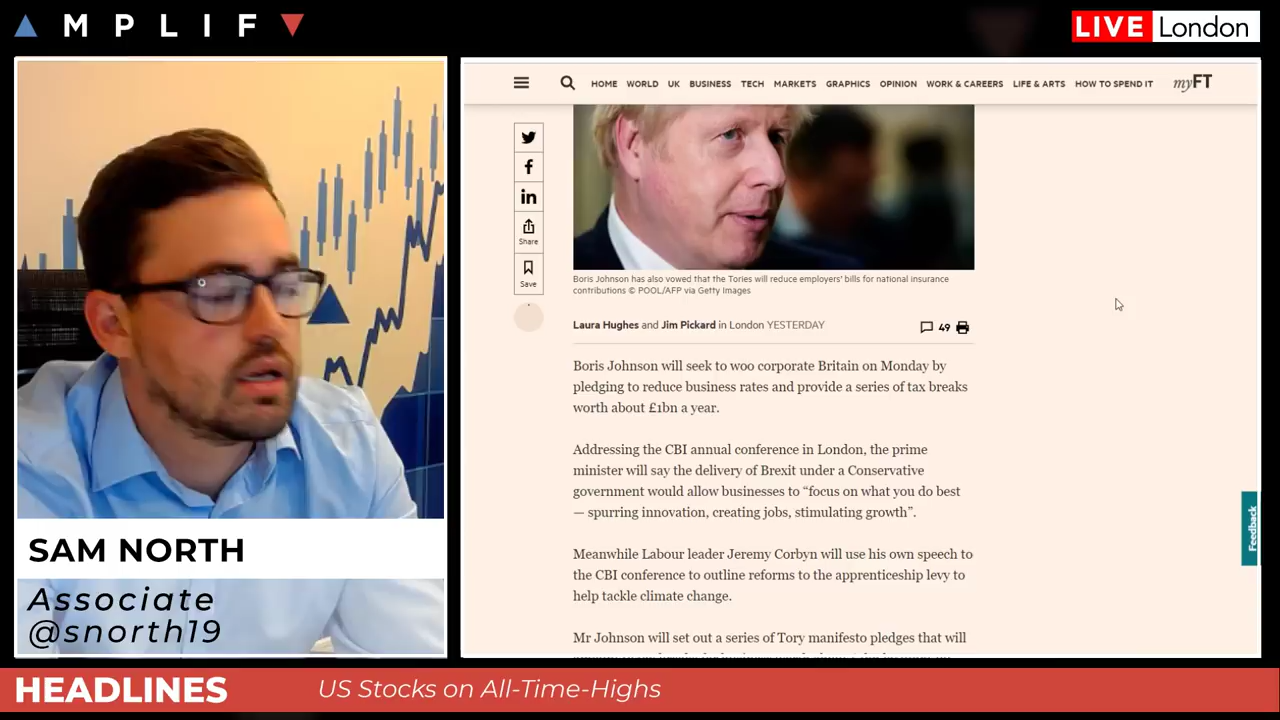 AMPLIFY
LIVE London
HOME WORLD UK BUSINESS TECH MARKETS GRAPHICS OPINION WORK & CAREERS LIFE & ARTS HOW TO SPEND IT myFT
Share
Save
Boris Johnson has also vowed that the Tories will reduce employers' bills for national insurance
contributions © POOL/AFP via Getty Images
Laura Hughes and Jim Pickard in London YESTERDAY
49
Boris Johnson will seek to woo corporate Britain on Monday by
pledging to reduce business rates and provide a series of tax breaks
worth about £1bn a year.
Addressing the CBI annual conference in London, the prime
minister will say the delivery of Brexit under a Conservative
government would allow businesses to “focus on what you do best
— spurring innovation, creating jobs, stimulating growth”.
Meanwhile Labour leader Jeremy Corbyn will use his own speech to
the CBI conference to outline reforms to the apprenticeship levy to
help tackle climate change.
Mr Johnson will set out a series of Tory manifesto pledges that will
Feedback
SAM NORTH
Associate
@snorth19
HEADLINES
US Stocks on All-Time-Highs